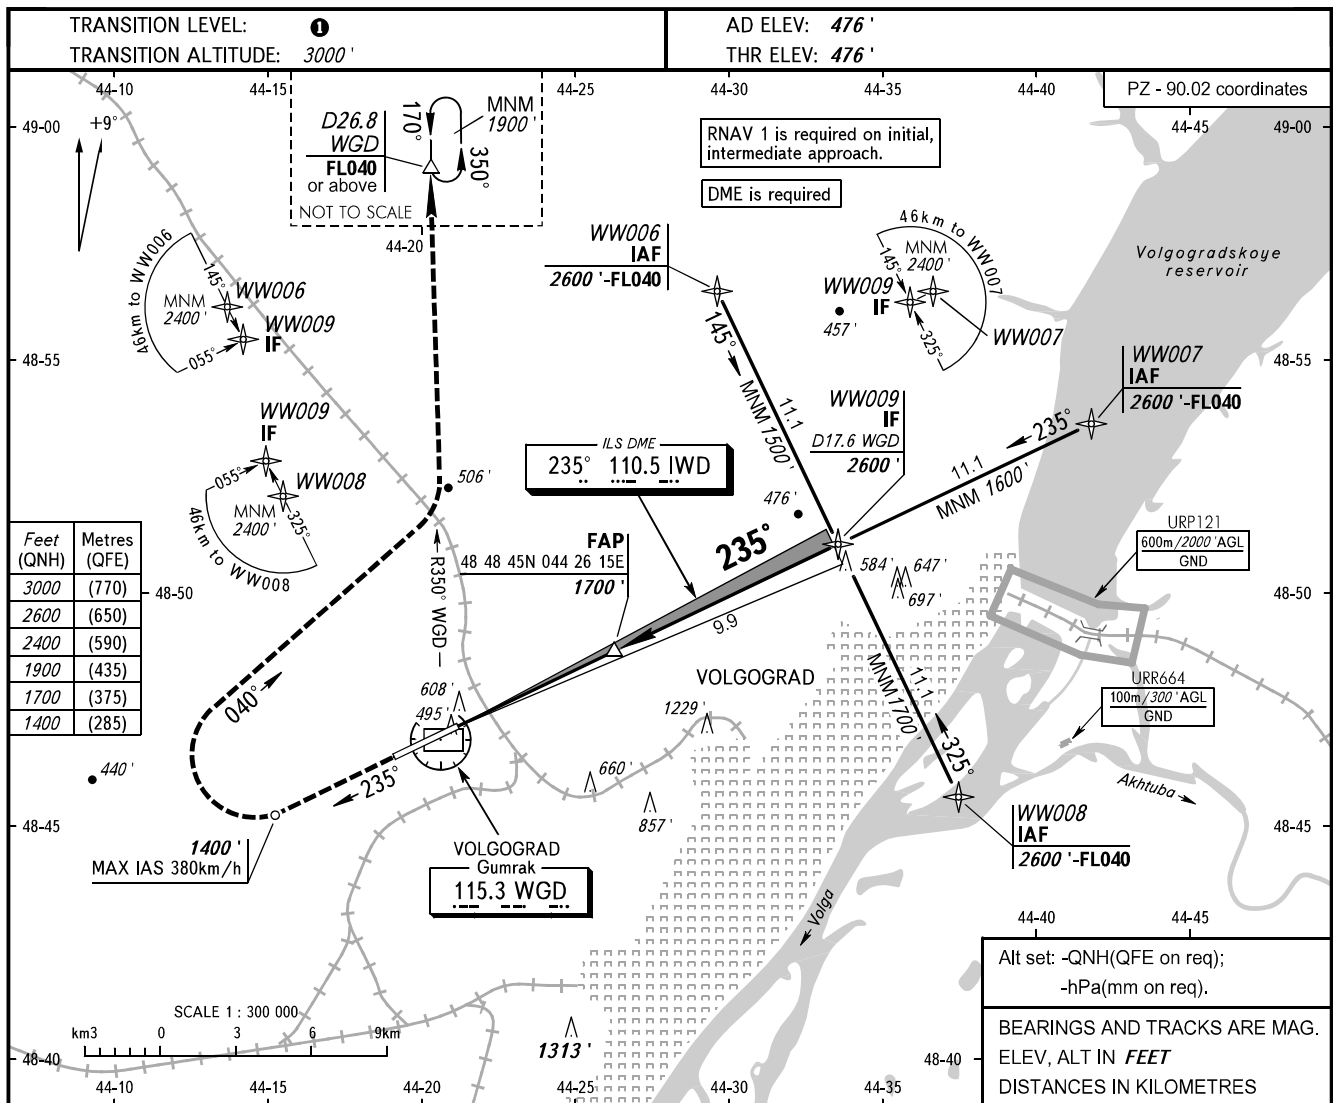 TRANSITION LEVEL: 1
TRANSITION ALTITUDE: 3000 '
AD ELEV: 476 '
THR ELEV: 476 '
44-10
44-15
44-25
44-30
44-35
44-40
PZ - 90.02 coordinates
44-45
49-00
49-00
+9°
D26.8
WGD
FL040
or above
170°
350°
MNM
1900 '
NOT TO SCALE
44-20
RNAV 1 is required on initial,
intermediate approach.
DME is required
46km to WW006
145°
MNM
2400 '
WW006
055°
WW009
IF
WW006
IAF
2600 '-FL040
46km to WW007
MNM
2400 '
145°
WW009
IF
325°
WW007
457 '
Volgogradskoye
reservoir
48-55
48-55
WW007
IAF
2600 '-FL040
235°
11.1
MNM 1600'
145°
11.1
MNM 1500'
WW009
IF
D17.6 WGD
2600 '
WW009
IF
055°
WW008
MNM
2400 '
325°
46km to WW008
506 '
ILS DME
235° 110.5 IWD
476 '
235°
FAP
48 48 45N 044 26 15E
1700 '
R350° WGD
9.9
584 '
647 '
697 '
URP121
600m/2000 'AGL
GND
Feet (QNH) Metres (QFE)
3000 (770)
2600 (650)
2400 (590)
1900 (435)
1700 (375)
1400 (285)
48-50
48-50
VOLGOGRAD
11.1
MNM1700'
325°
URR664
100m/300 'AGL
GND
040°
608 '
495 '
1229 '
440 '
235°
660 '
857 '
Akhtuba
48-45
48-45
WW008
IAF
2600 '-FL040
1400 '
MAX IAS 380km/h
VOLGOGRAD
Gumrak
115.3 WGD
Volga
44-40
44-45
Alt set: -QNH(QFE on req);
-hPa(mm on req).
SCALE 1 : 300 000
km3 0 3 6 9km
1313 '
48-40
48-40
BEARINGS AND TRACKS ARE MAG.
ELEV, ALT IN FEET
DISTANCES IN KILOMETRES
44-10
44-15
44-20
44-25
44-30
44-35